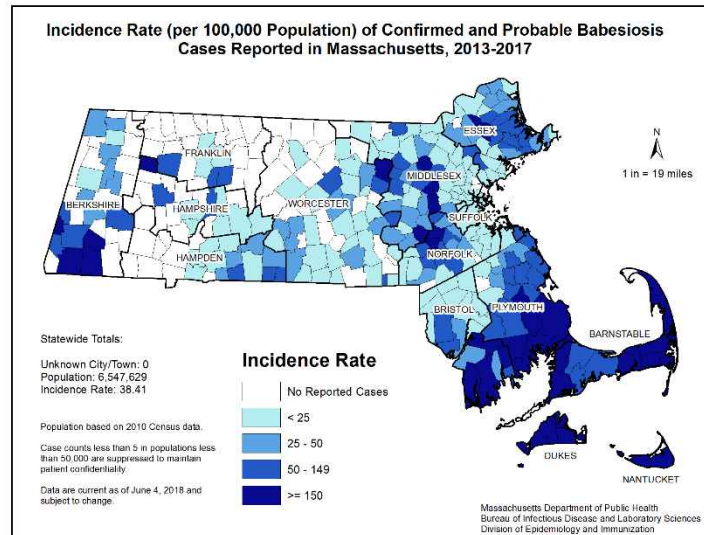 Incidence Rate (per 100,000 Population) of Confirmed and Probable Babesiosis
Cases Reported in Massachusetts, 2013-2017
N
1 in = 19 miles
ESSEX
FRANKLIN
MIDDLESEX
BERKSHIRE
HAMPSHIRE
WORCESTER
SUFFOLK
HAMPDEN
NORFOLK
BRISTOL
PLYMOUTH
BARNSTABLE
DUKES
NANTUCKET
Statewide Totals:
Unknown City/Town: 0
Population: 6,547,629
Incidence Rate: 38.41
Population based on 2010 Census data.
Case counts less than 5 in populations less
than 50,000 are suppressed to maintain
patient confidentiality.
Data are current as of June 4, 2018 and
subject to change.
Incidence Rate
No Reported Cases
< 25
25 - 50
50 - 149
>= 150
Massachusetts Department of Public Health
Bureau of Infectious Disease and Laboratory Sciences
Division of Epidemiology and Immunization